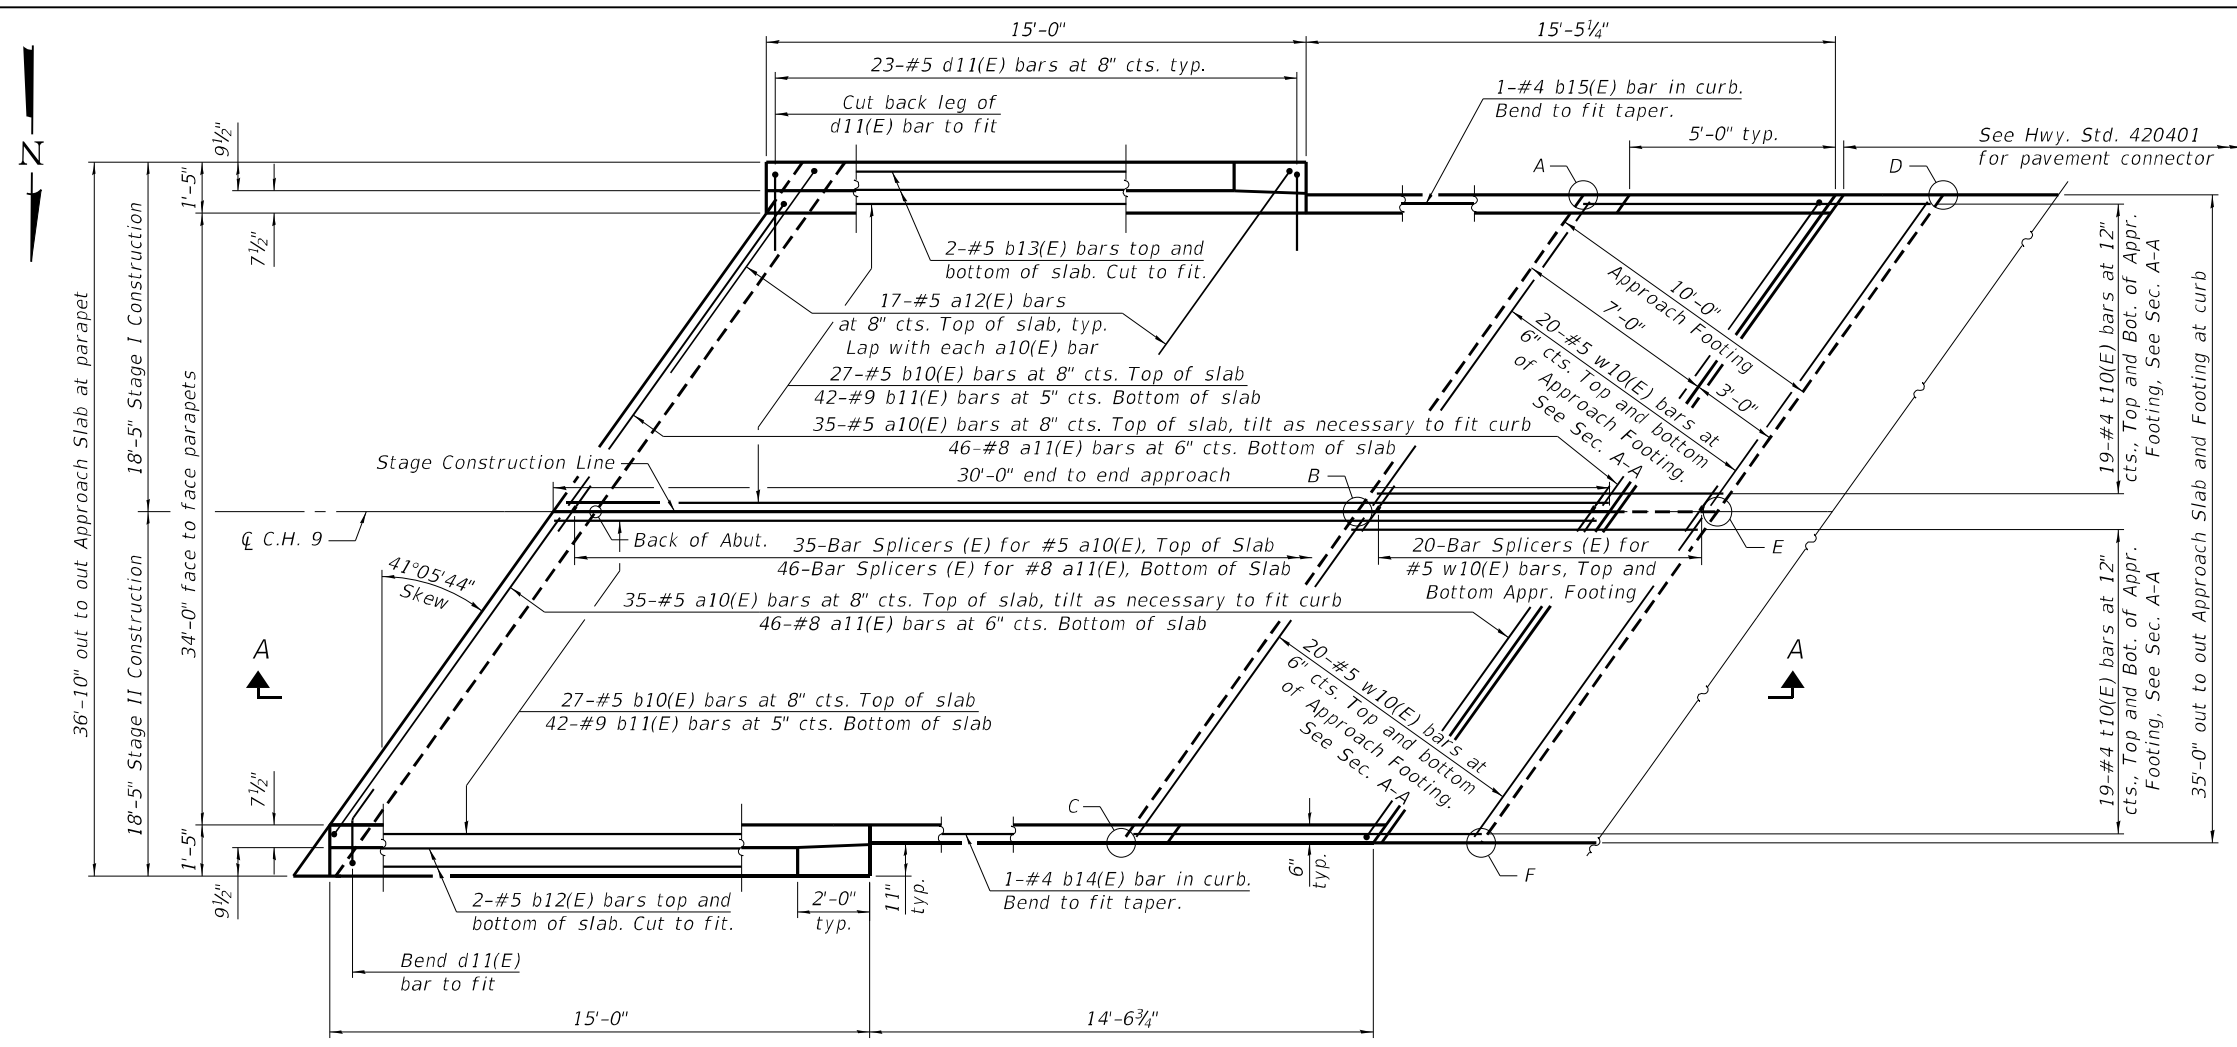 15'-0"
15'-5¼"
23-#5 d11(E) bars at 8" cts. typ.
Cut back leg of
d11(E) bar to fit
1-#4 b15(E) bar in curb.
Bend to fit taper.
5'-0" typ.
See Hwy. Std. 420401
for pavement connector
N
9½"
1'-5"
7½"
A
D
2-#5 b13(E) bars top and
bottom of slab. Cut to fit.
17-#5 a12(E) bars
at 8" cts. Top of slab, typ.
Lap with each a10(E) bar
27-#5 b10(E) bars at 8" cts. Top of slab
42-#9 b11(E) bars at 5" cts. Bottom of slab
35-#5 a10(E) bars at 8" cts. Top of slab, tilt as necessary to fit curb
46-#8 a11(E) bars at 6" cts. Bottom of slab
30'-0" end to end approach
10'-0"
Approach Footing
7'-0"
3'-0"
20-#5 w10(E) bars at
6" cts. Top and bottom
of Approach Footing.
See Sec. A-A
19-#4 t10(E) bars at 12"
cts., Top and Bot. of Appr.
Footing, See Sec. A-A
36'-10" out to out Approach Slab at parapet
18'-5" Stage I Construction
34'-0" face to face parapets
Stage Construction Line
B
℄ C.H. 9
Back of Abut.
35-Bar Splicers (E) for #5 a10(E), Top of Slab
46-Bar Splicers (E) for #8 a11(E), Bottom of Slab
20-Bar Splicers (E) for
#5 w10(E) bars, Top and
Bottom Appr. Footing
E
41°05'44"
Skew
35-#5 a10(E) bars at 8" cts. Top of slab, tilt as necessary to fit curb
46-#8 a11(E) bars at 6" cts. Bottom of slab
18'-5" Stage II Construction
A
A
27-#5 b10(E) bars at 8" cts. Top of slab
42-#9 b11(E) bars at 5" cts. Bottom of slab
20-#5 w10(E) bars at
6" cts. Top and bottom
of Approach Footing.
See Sec. A-A
19-#4 t10(E) bars at 12"
cts., Top and Bot. of Appr.
Footing, See Sec. A-A
35'-0" out to out Approach Slab and Footing at curb
7½"
1'-5"
9½"
C
F
2-#5 b12(E) bars top and
bottom of slab. Cut to fit.
2'-0"
typ.
11"
typ.
1-#4 b14(E) bar in curb.
Bend to fit taper.
6"
typ.
Bend d11(E)
bar to fit
15'-0"
14'-6¾"